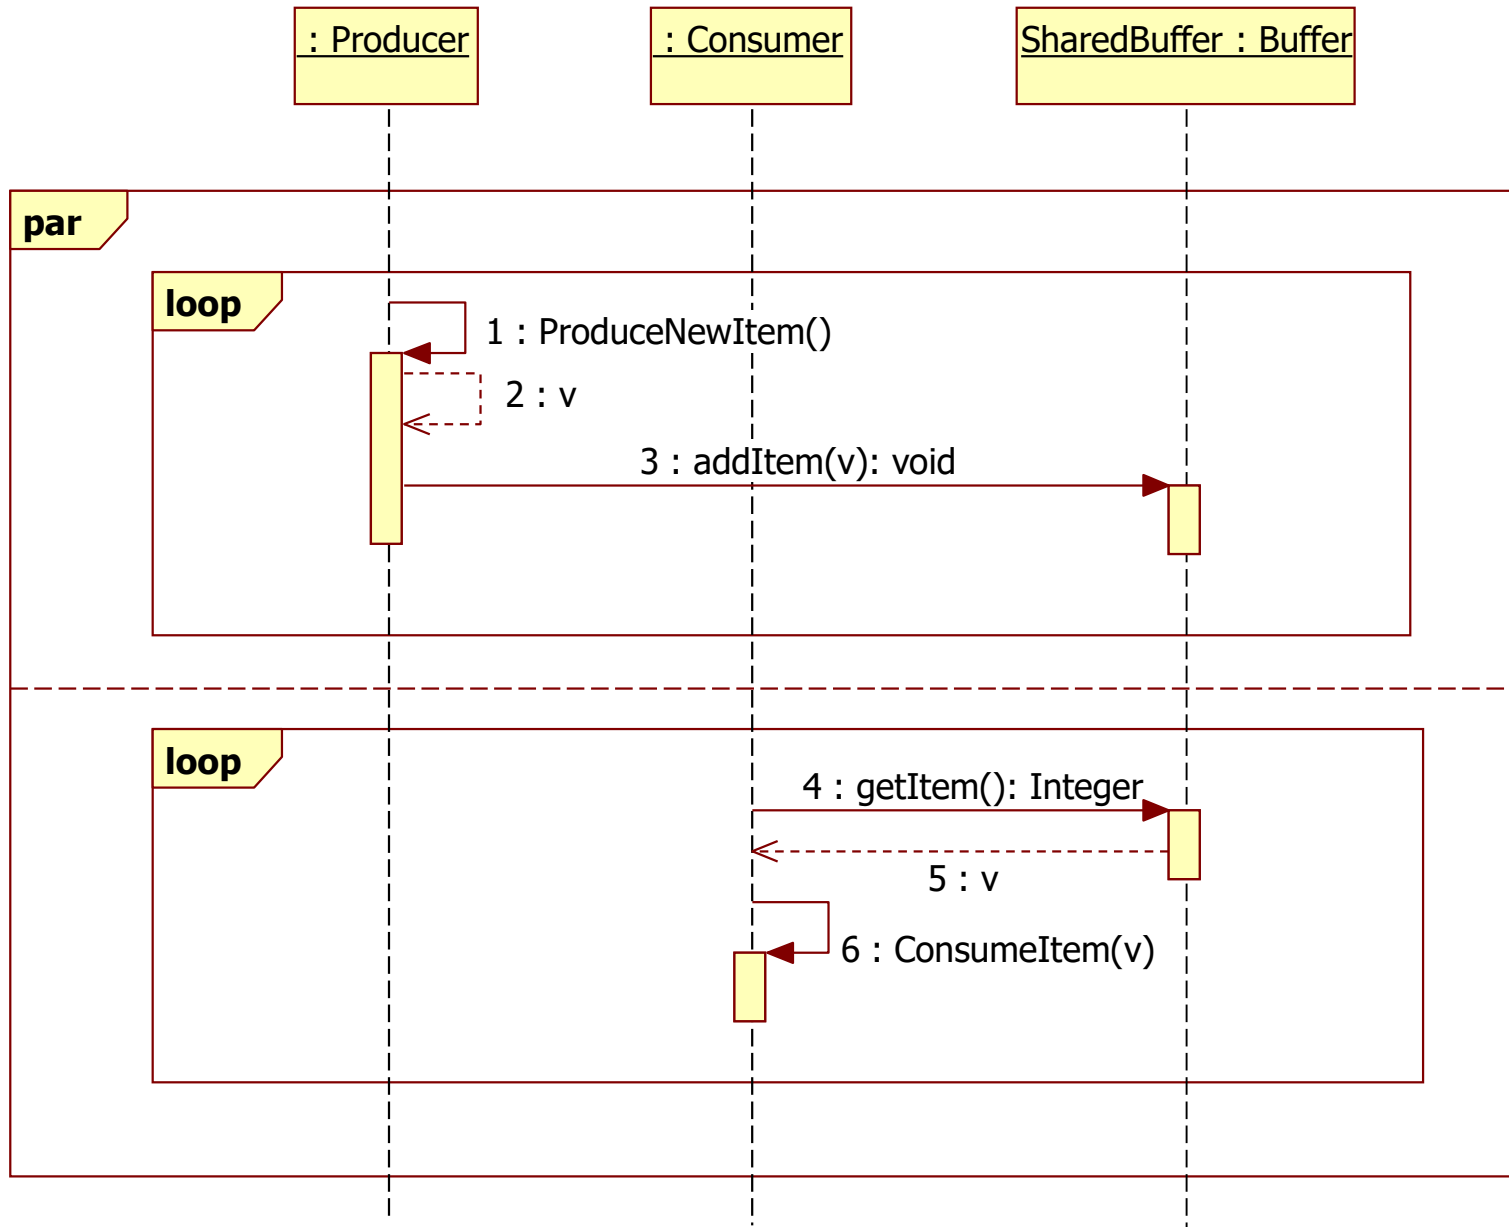 : Producer
: Consumer
SharedBuffer : Buffer
par
loop
1 : ProduceNewItem()
2 : v
3 : addItem(v): void
loop
4 : getItem(): Integer
5 : v
6 : ConsumeItem(v)